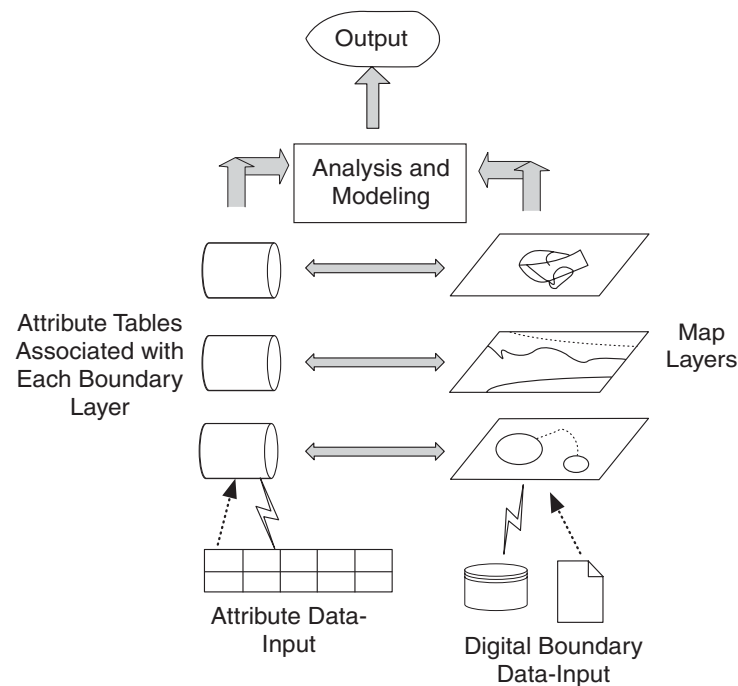 Output
Analysis and
Modeling
Attribute Tables
Associated with
Each Boundary
Layer
Map
Layers
Attribute Data-
Input
Digital Boundary
Data-Input